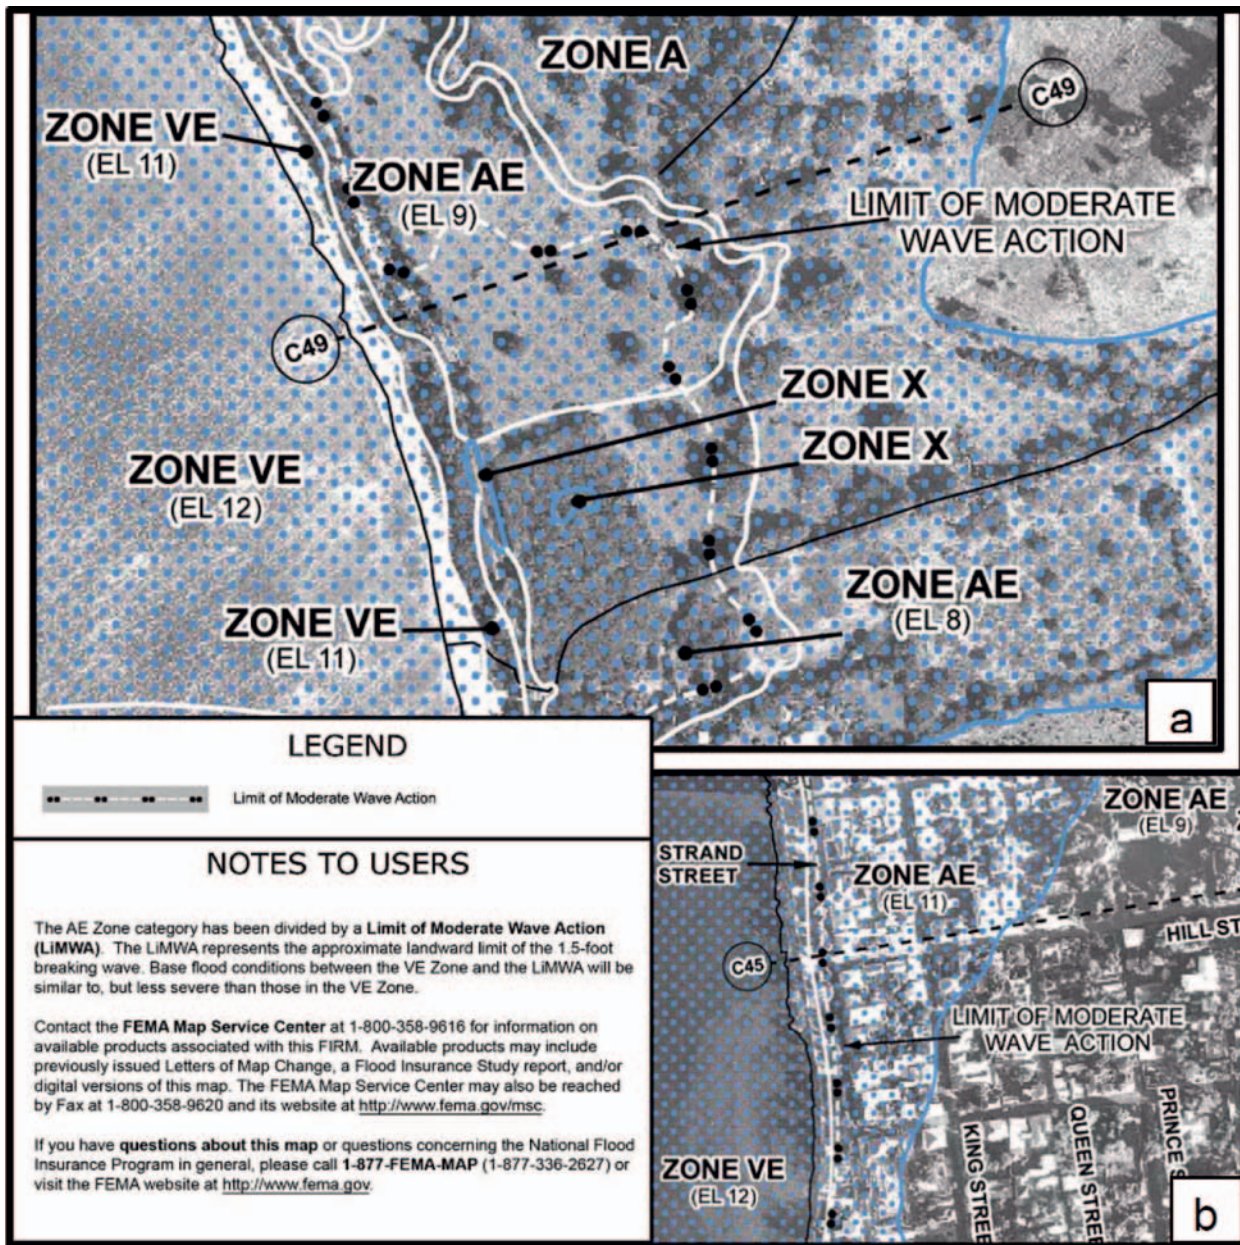 ZONE A
C49
ZONE VE
(EL 11)
ZONE AE
(EL 9)
LIMIT OF MODERATE
WAVE ACTION
C49
ZONE X
ZONE X
ZONE VE
(EL 12)
ZONE AE
(EL 8)
ZONE VE
(EL 11)
a
LEGEND
Limit of Moderate Wave Action
NOTES TO USERS
The AE Zone category has been divided by a Limit of Moderate Wave Action
(LiMWA). The LiMWA represents the approximate landward limit of the 1.5-foot
breaking wave. Base flood conditions between the VE Zone and the LiMWA will be
similar to, but less severe than those in the VE Zone.
Contact the FEMA Map Service Center at 1-800-358-9616 for information on
available products associated with this FIRM. Available products may include
previously issued Letters of Map Change, a Flood Insurance Study report, and/or
digital versions of this map. The FEMA Map Service Center may also be reached
by Fax at 1-800-358-9620 and its website at http://www.fema.gov/msc.
If you have questions about this map or questions concerning the National Flood
Insurance Program in general, please call 1-877-FEMA-MAP (1-877-336-2627) or
visit the FEMA website at http://www.fema.gov.
ZONE AE
(EL 9)
STRAND
STREET
ZONE AE
(EL 11)
HILL ST
C45
LIMIT OF MODERATE
WAVE ACTION
KING STREE
QUEEN STREE
PRINCE S
ZONE VE
(EL 12)
b